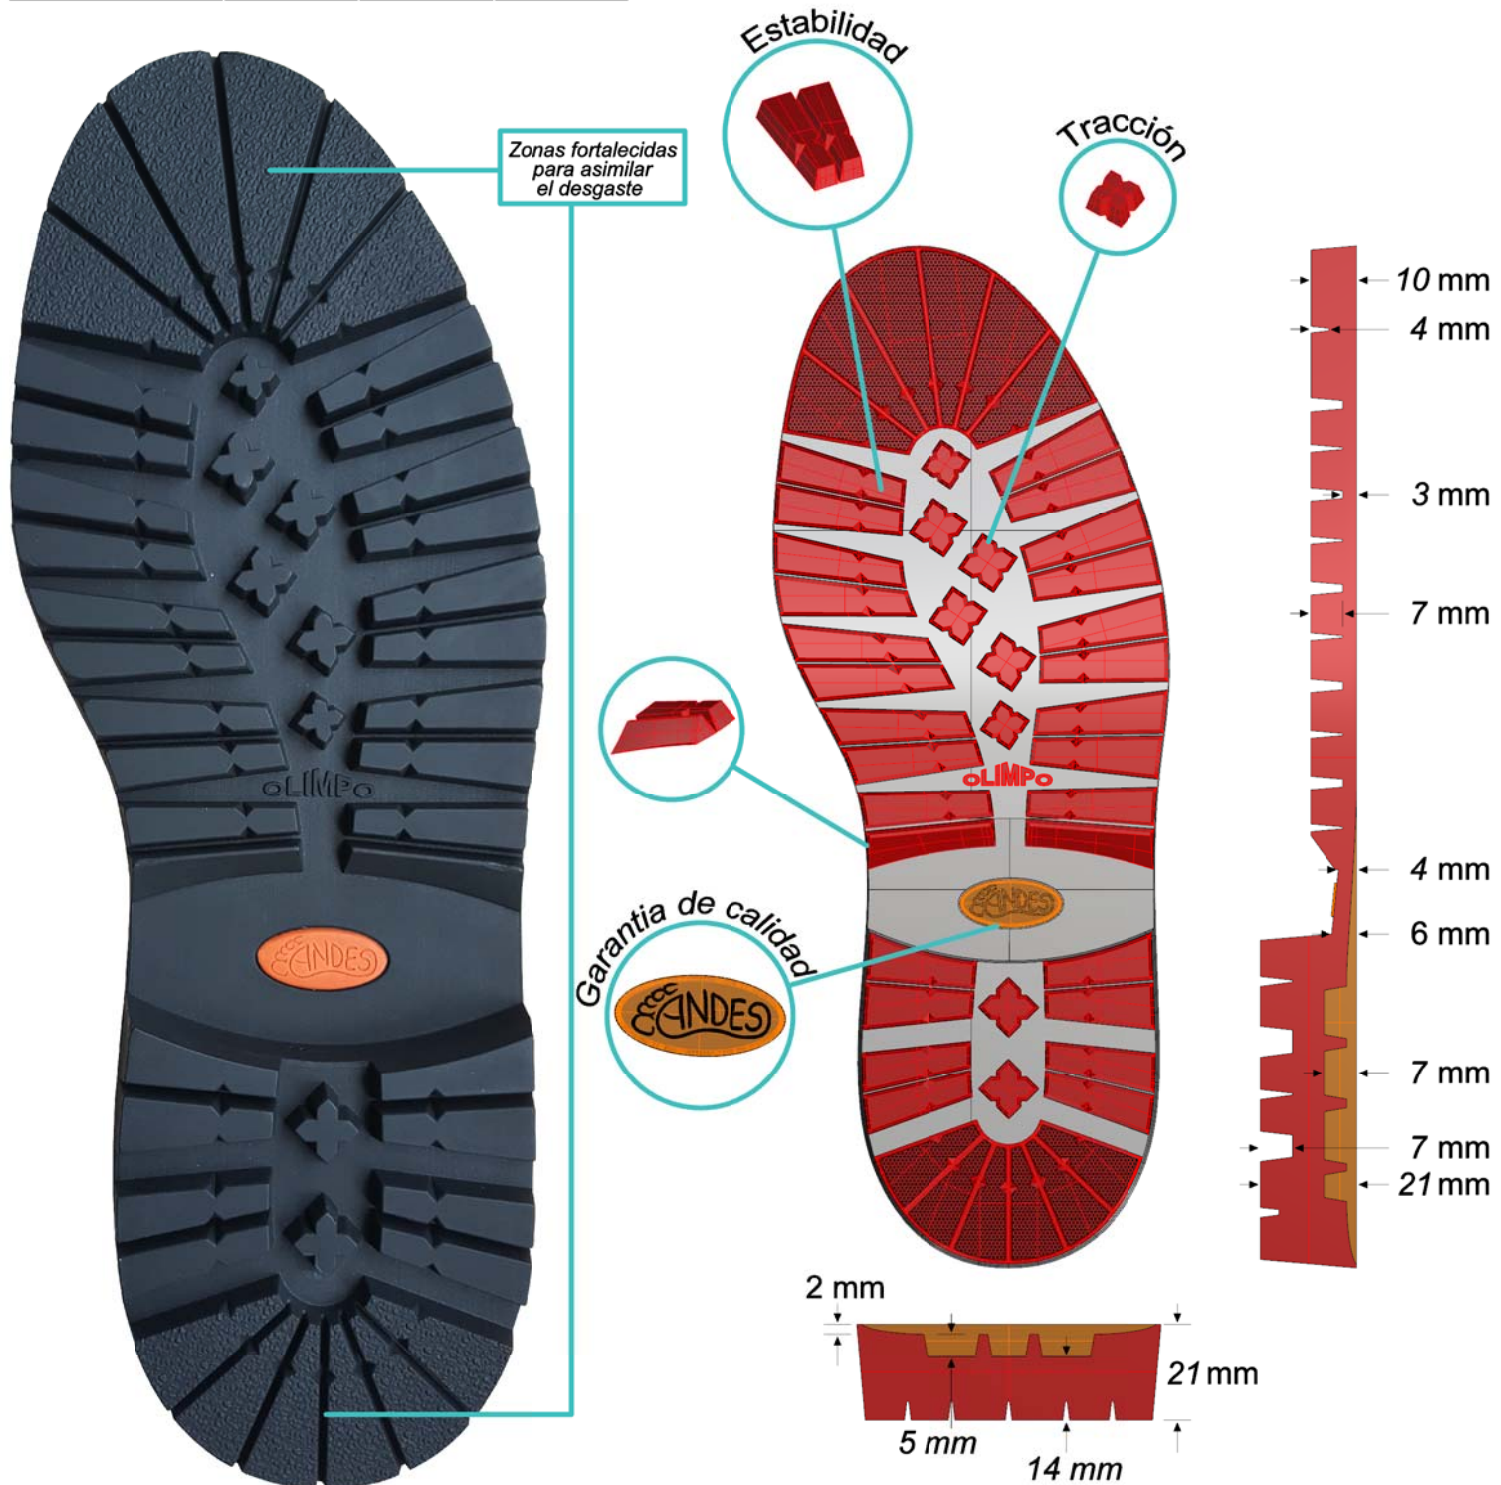 Estabilidad
Tracción
Zonas fortalecidas
para asimilar
el desgaste
10 mm
4 mm
3 mm
7 mm
OLIMPO
OLIMPO
4 mm
6 mm
ANDES
ANDES
Garantia de calidad
ANDES
7 mm
7 mm
21 mm
2 mm
21 mm
5 mm
14 mm